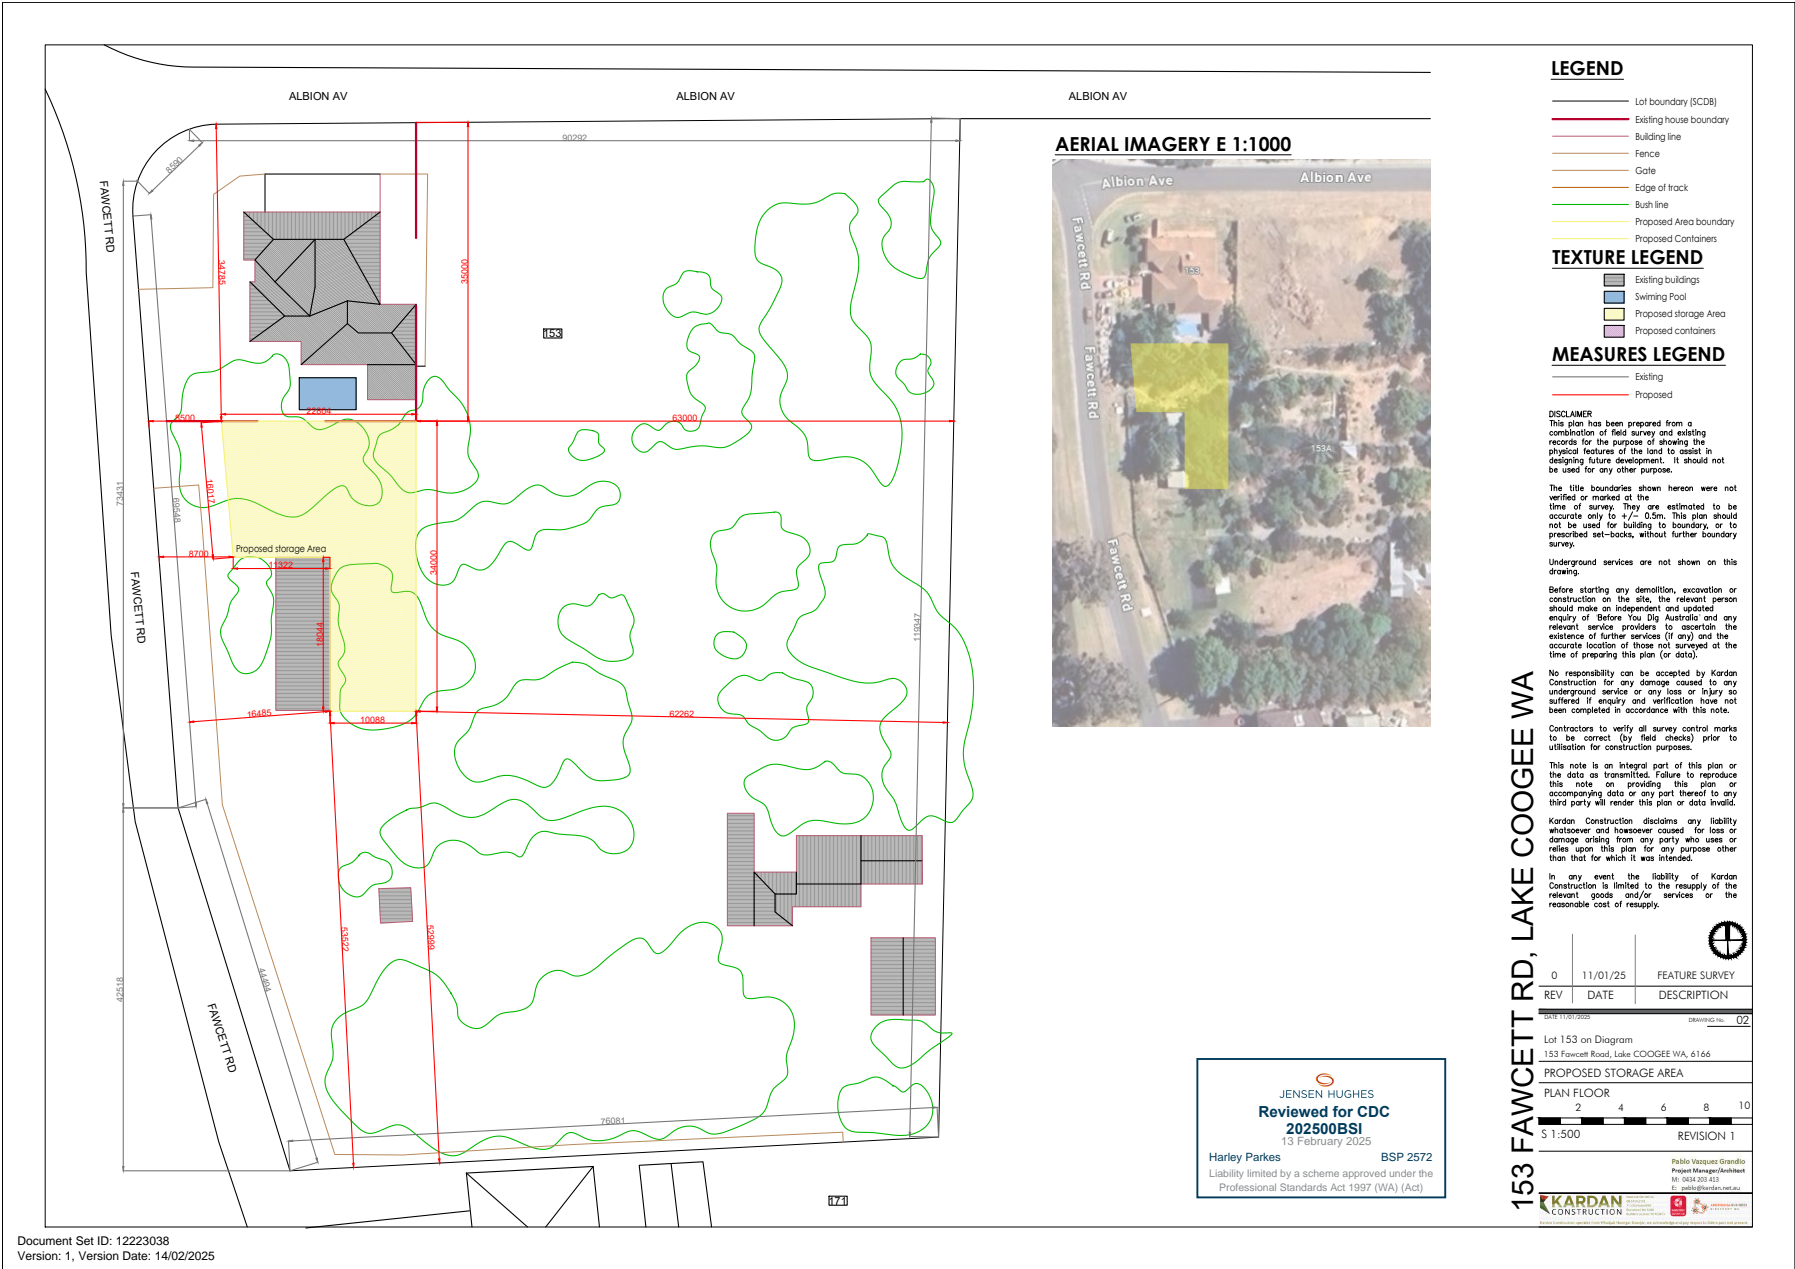 ALBION AV
ALBION AV
ALBION AV
90292
8590
FAWCETT RD
34785
35000
153
22604
8500
63000
72431
69548
16017
8700
Proposed storage Area
11322
34000
FAWCETT RD
18044
119347
16485
10088
62262
53522
52999
44494
42518
FAWCETT RD
76081
171
AERIAL IMAGERY E 1:1000
Albion Ave
Albion Ave
Fawcett Rd
153
Fawcett Rd
153A
Fawcett Rd
JENSEN HUGHES
Reviewed for CDC
202500BSI
13 February 2025
Harley Parkes BSP 2572
Liability limited by a scheme approved under the
Professional Standards Act 1997 (WA) (Act)
153 FAWCETT RD, LAKE COOGEE WA
LEGEND
Lot boundary (SCDB)
Existing house boundary
Building line
Fence
Gate
Edge of track
Bush line
Proposed Area boundary
Proposed Containers
TEXTURE LEGEND
Existing buildings
Swiming Pool
Proposed storage Area
Proposed containers
MEASURES LEGEND
Existing
Proposed
DISCLAIMER
This plan has been prepared from a
combination of field survey and existing
records for the purpose of showing the
physical features of the land to assist in
designing future development. It should not
be used for any other purpose.
The title boundaries shown hereon were not
verified or marked at the
time of survey. They are estimated to be
accurate only to +/- 0.5m. This plan should
not be used for building to boundary, or to
prescribed set-backs, without further boundary
survey.
Underground services are not shown on this
drawing.
Before starting any demolition, excavation or
construction on the site, the relevant person
should make an independent and updated
enquiry of 'Before You Dig Australia' and any
relevant service providers to ascertain the
existence of further services (if any) and the
accurate location of those not surveyed at the
time of preparing this plan (or data).
No responsibility can be accepted by Kardan
Construction for any damage caused to any
underground service or any loss or injury so
suffered if enquiry and verification have not
been completed in accordance with this note.
Contractors to verify all survey control marks
to be correct (by field checks) prior to
utilisation for construction purposes.
This note is an integral part of this plan or
the data as transmitted. Failure to reproduce
this note on providing this plan or
accompanying data or any part thereof to any
third party will render this plan or data invalid.
Kardan Construction disclaims any liability
whatsoever and howsoever caused for loss or
damage arising from any party who uses or
relies upon this plan for any purpose other
than that for which it was intended.
In any event the liability of Kardan
Construction is limited to the resupply of the
relevant goods and/or services or the
reasonable cost of resupply.
0 11/01/25 FEATURE SURVEY
REV DATE DESCRIPTION
DATE 11/01/2025 DRAWING No. 02
Lot 153 on Diagram
153 Fawcett Road, Lake COOGEE WA, 6166
PROPOSED STORAGE AREA
PLAN FLOOR
2 4 6 8 10
S 1:500 REVISION 1
Pablo Vazquez Grandio
Project Manager/Architect
M: 0434 203 413
E: pablo@kardan.net.au
KARDAN
CONSTRUCTION
Document Set ID: 12223038
Version: 1, Version Date: 14/02/2025